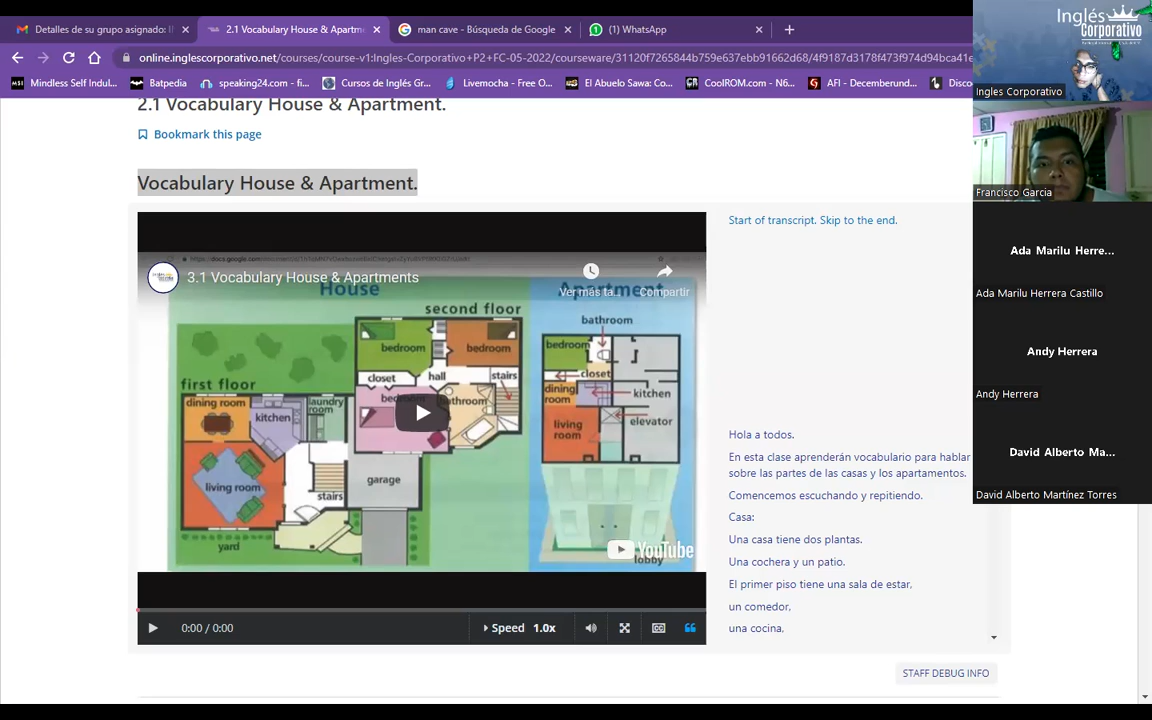 Detalles de su grupo asignado: I
2.1 Vocabulary House & Apartm
man cave - Búsqueda de Google
(1) WhatsApp
online.inglescorporativo.net/courses/course-v1:Ingles-Corporativo+P2+FC-05-2022/courseware/31120f7265844b759e637ebb91662d68/4f9187d3178f473f974d94bca41e
Mindless Self Indul...
Batpedia
speaking24.com
Cursos de Inglés Gr...
Livemocha - Free O...
El Abuelo Sawa: Co...
CoolROM.com - N6...
AFI - Decemberund...
Disco
Inglés
Corporativo
Ingles Corporativo
Francisco Garcia
Ada Marilu Herre...
Ada Marilu Herrera Castillo
Andy Herrera
Andy Herrera
David Alberto Ma...
David Alberto Martínez Torres
2.1 Vocabulary House & Apartment.
Bookmark this page
Vocabulary House & Apartment.
3.1 Vocabulary House & Apartments
Ver más ta...
Compartir
House
Apartment
second floor
bathroom
bedroom
bedroom
bedroom
closet
hall
stairs
closet
first floor
bedroom
bathroom
dining room
kitchen
laundry
room
dining
room
kitchen
living
room
elevator
living room
garage
stairs
yard
YouTube
lobby
0:00 / 0:00
Speed 1.0x
CC
Start of transcript. Skip to the end.
Hola a todos.
En esta clase aprenderán vocabulario para hablar
sobre las partes de las casas y los apartamentos.
Comencemos escuchando y repitiendo.
Casa:
Una casa tiene dos plantas.
Una cochera y un patio.
El primer piso tiene una sala de estar,
un comedor,
una cocina,
STAFF DEBUG INFO